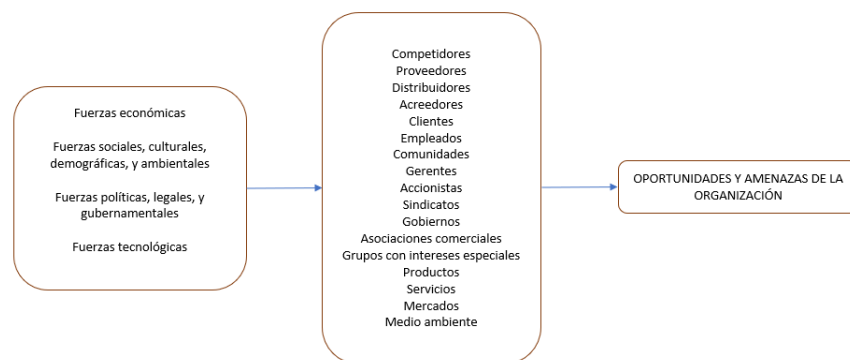 Fuerzas económicas
Fuerzas sociales, culturales,
demográficas, y ambientales
Fuerzas políticas, legales, y
gubernamentales
Fuerzas tecnológicas
Competidores
Proveedores
Distribuidores
Acreedores
Clientes
Empleados
Comunidades
Gerentes
Accionistas
Sindicatos
Gobiernos
Asociaciones comerciales
Grupos con intereses especiales
Productos
Servicios
Mercados
Medio ambiente
OPORTUNIDADES Y AMENAZAS DE LA
ORGANIZACIÓN